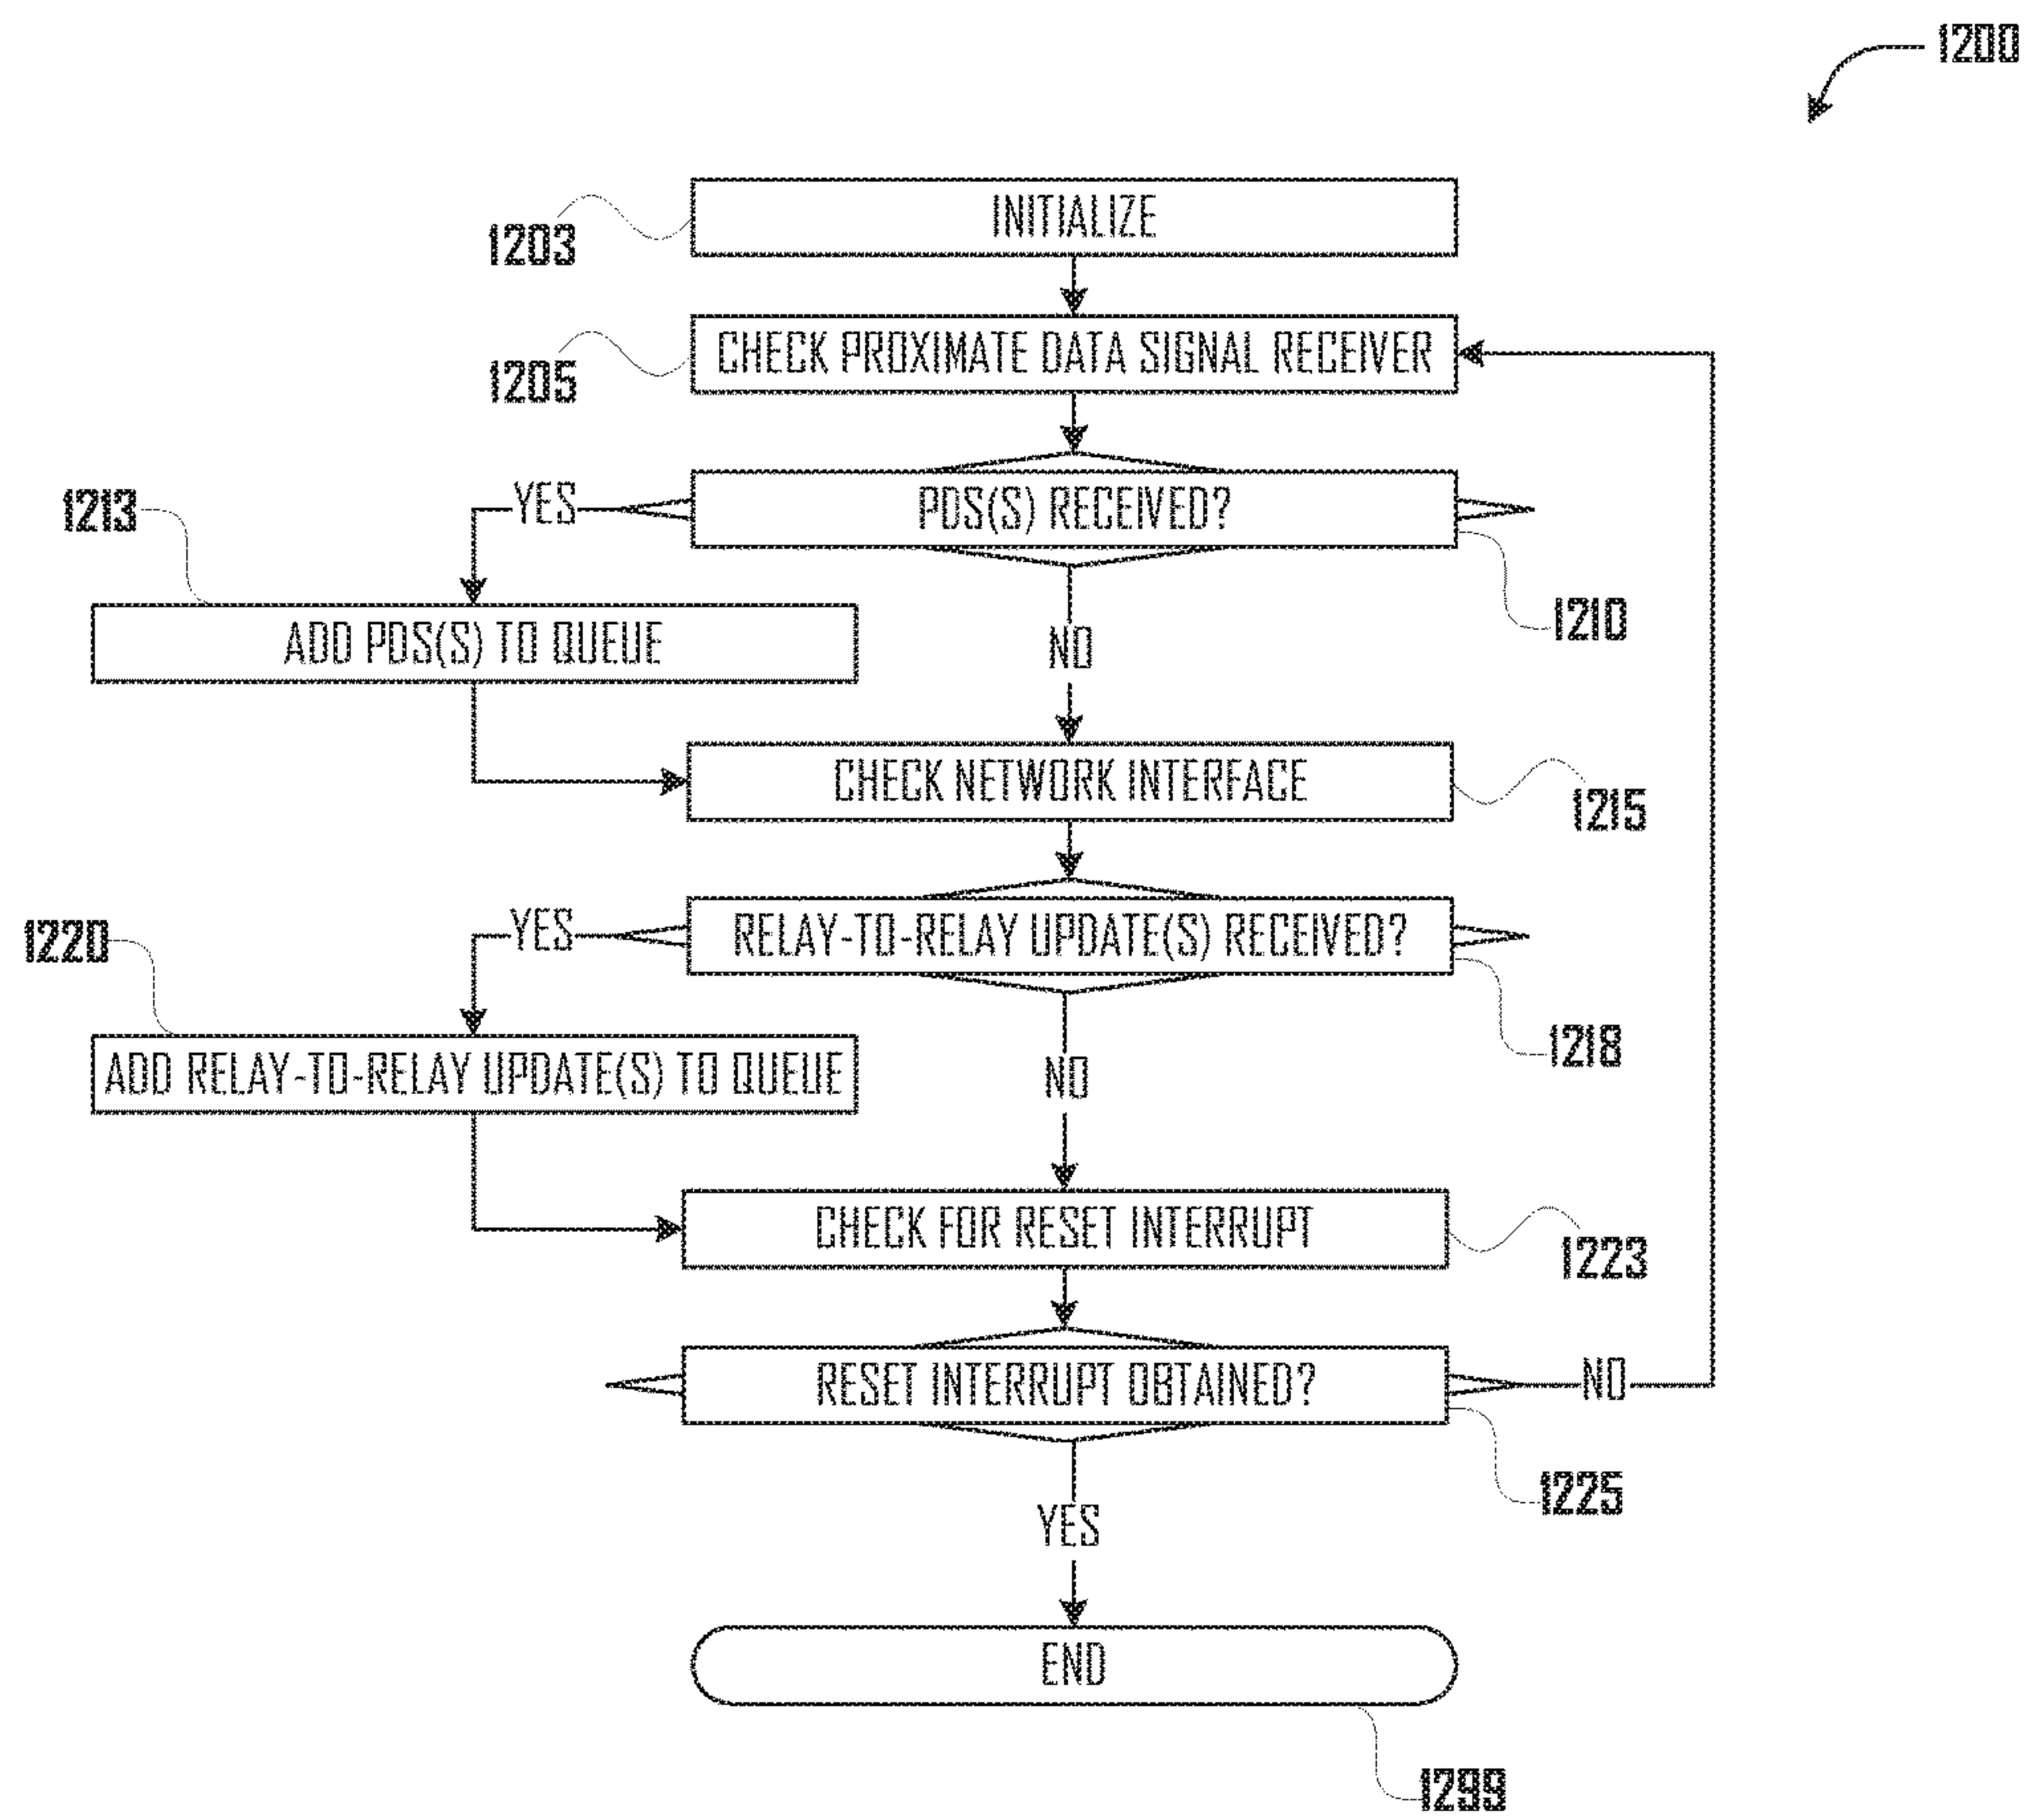 1200
INITIALIZE
1203
CHECK PROXIMATE DATA SIGNAL RECEIVER
1205
1213
YES
PDS(S) RECEIVED?
1210
ADD PDS(S) TO QUEUE
NO
CHECK NETWORK INTERFACE
1215
1220
YES
RELAY-TO-RELAY UPDATE(S) RECEIVED?
1218
ADD RELAY-TO-RELAY UPDATE(S) TO QUEUE
NO
CHECK FOR RESET INTERRUPT
1223
RESET INTERRUPT OBTAINED?
NO
1225
YES
END
1299